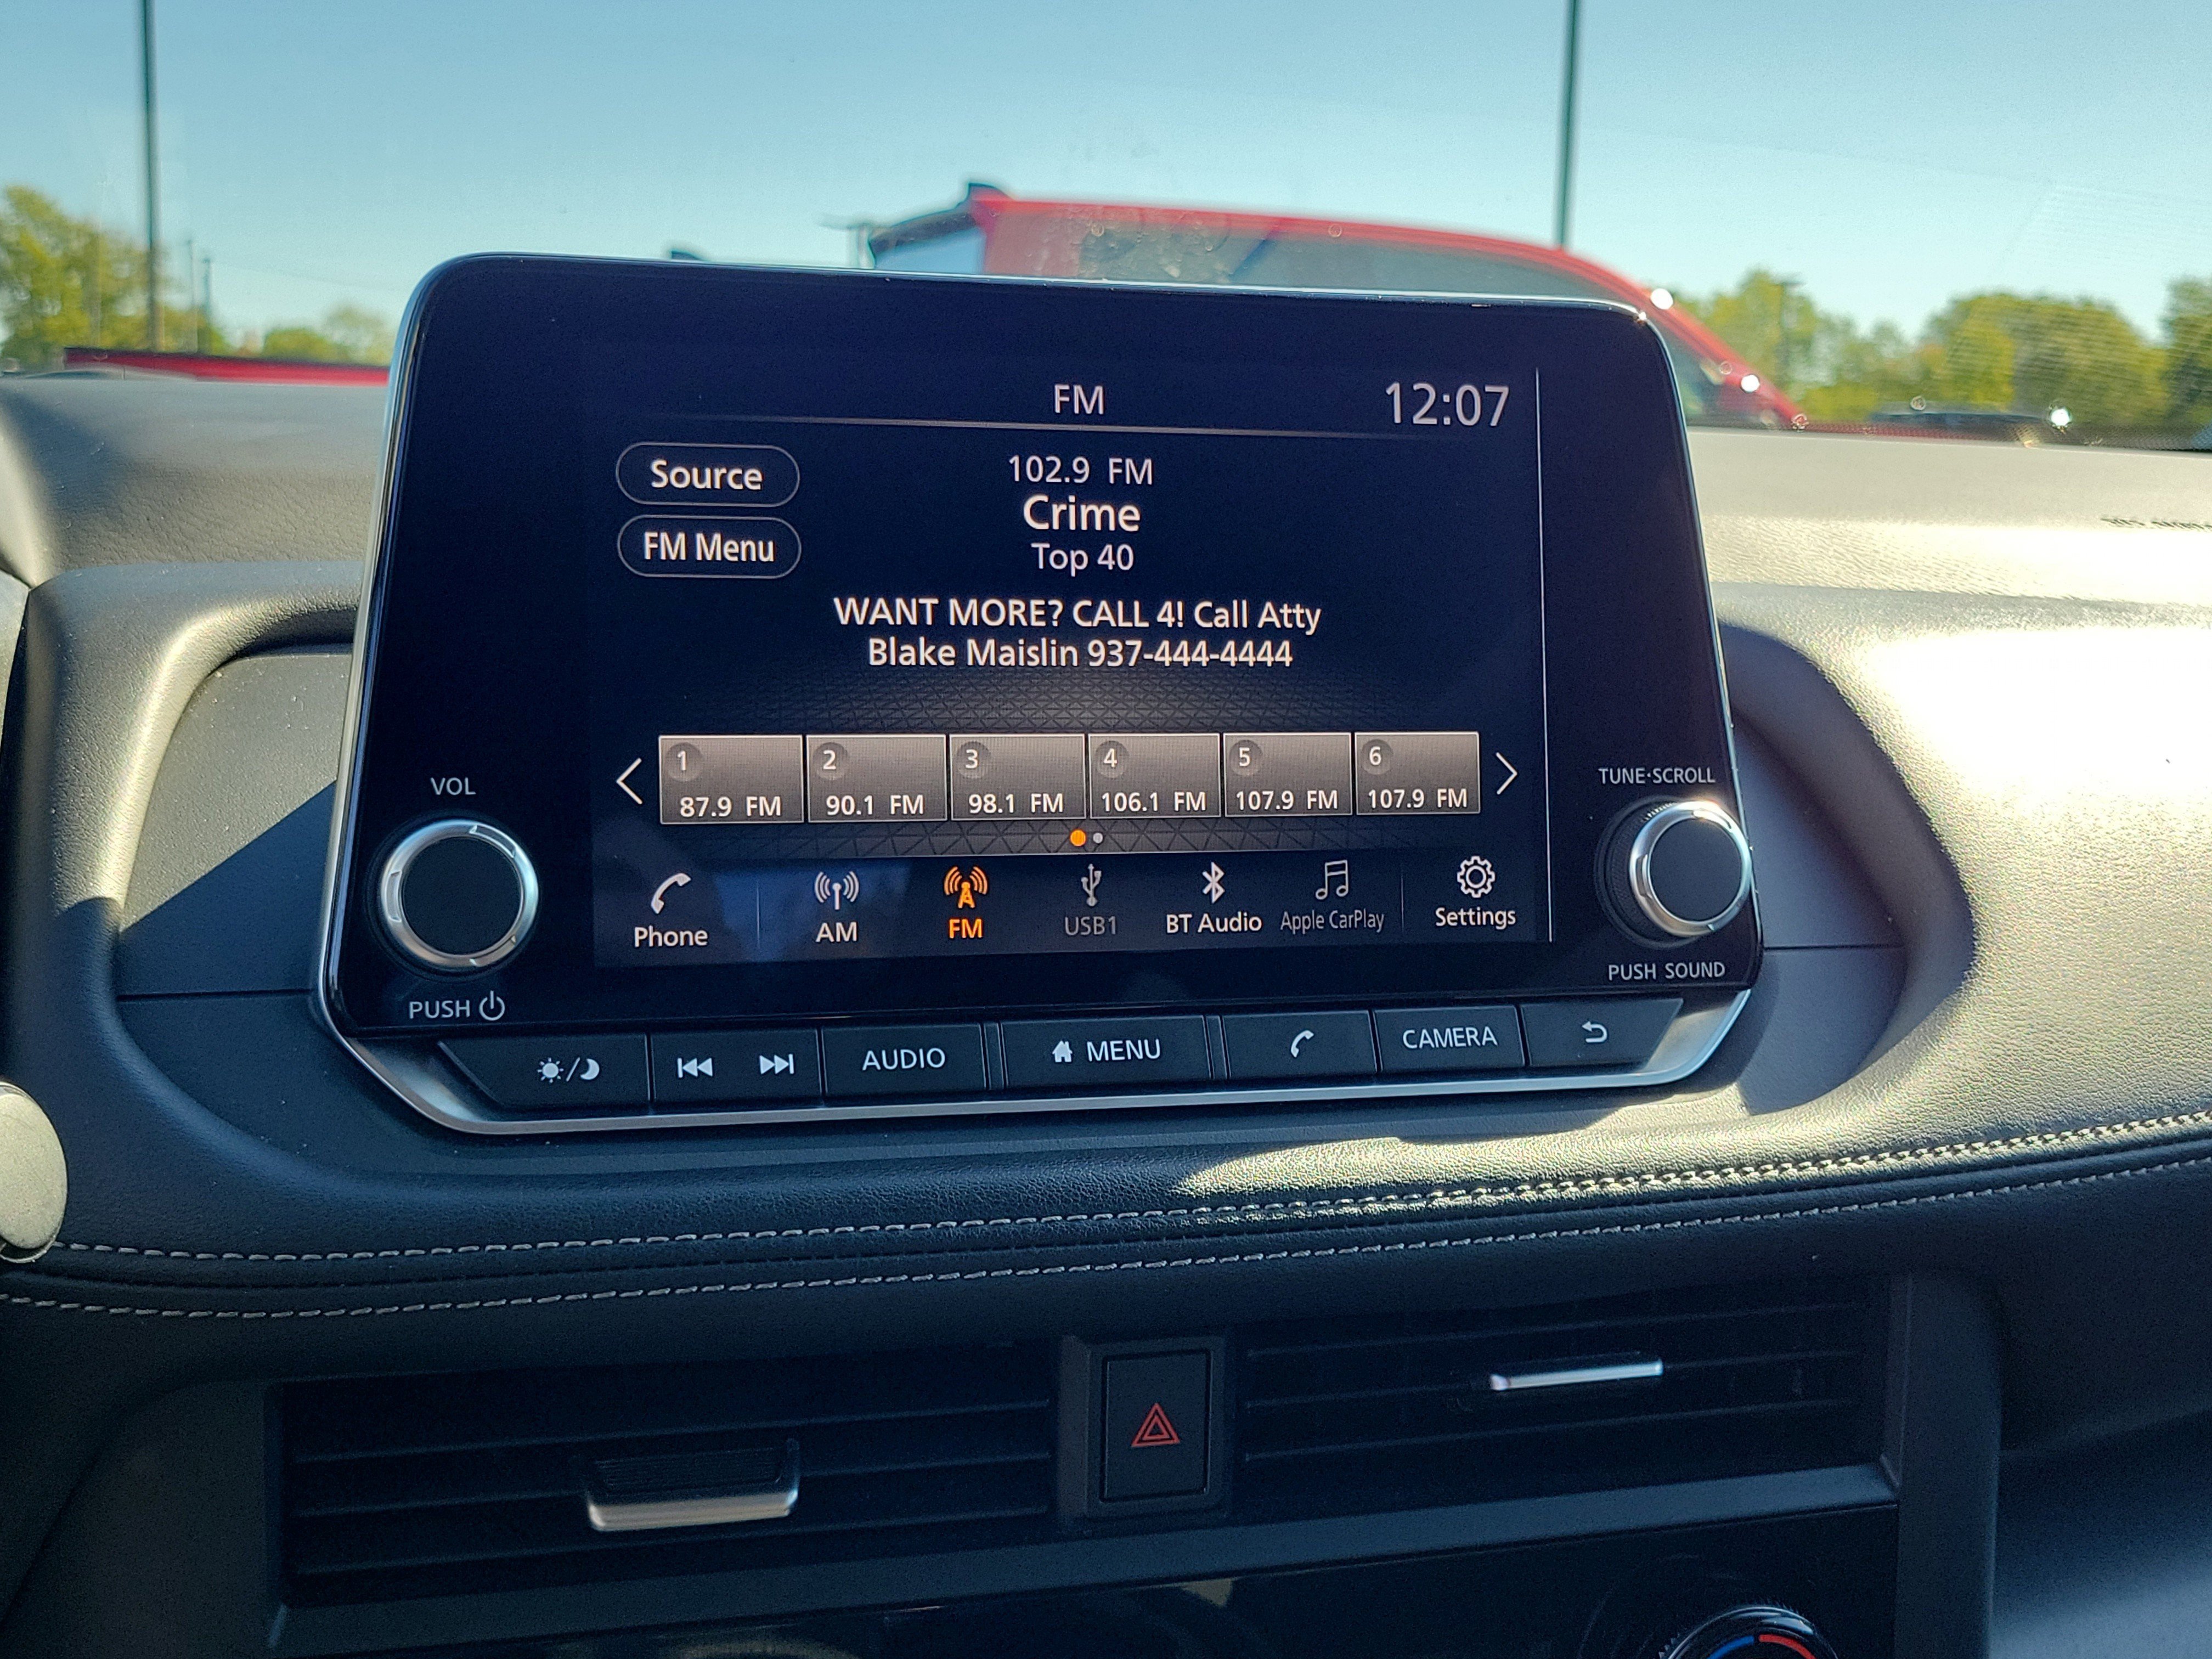 FM
12:07
Source
102.9 FM
Crime
FM Menu
Top 40
WANT MORE? CALL 4! Call Atty
Blake Maislin 937-444-4444
VOL
TUNE·SCROLL
1 2 3 4 5 6
87.9 FM 90.1 FM 98.1 FM 106.1 FM 107.9 FM 107.9 FM
Phone AM FM USB1 BT Audio Apple CarPlay Settings
PUSH
PUSH SOUND
AUDIO MENU CAMERA